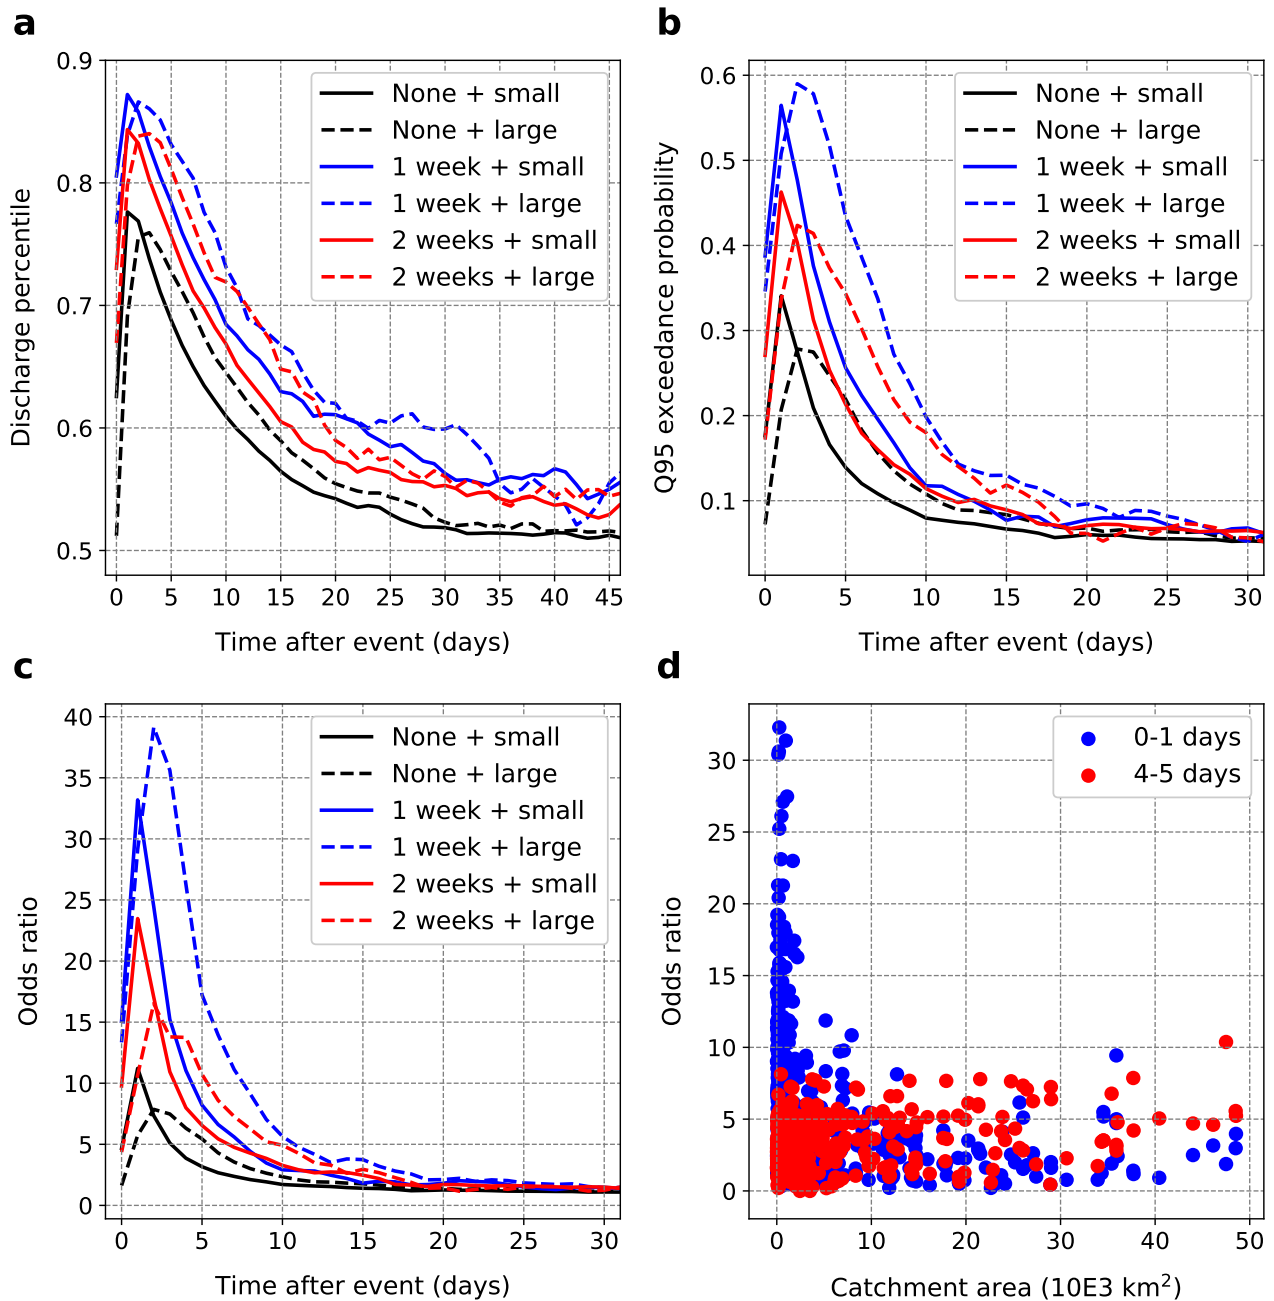 a
0.9
0.8
0.7
0.6
0.5
Discharge percentile
None + small
None + large
1 week + small
1 week + large
2 weeks + small
2 weeks + large
0 5 10 15 20 25 30 35 40 45
Time after event (days)
b
0.6
0.5
0.4
0.3
0.2
0.1
Q95 exceedance probability
None + small
None + large
1 week + small
1 week + large
2 weeks + small
2 weeks + large
0 5 10 15 20 25 30
Time after event (days)
c
40
35
30
25
20
15
10
5
0
Odds ratio
None + small
None + large
1 week + small
1 week + large
2 weeks + small
2 weeks + large
0 5 10 15 20 25 30
Time after event (days)
d
30
25
20
15
10
5
0
Odds ratio
0-1 days
4-5 days
0 10 20 30 40 50
Catchment area (10E3 km²)